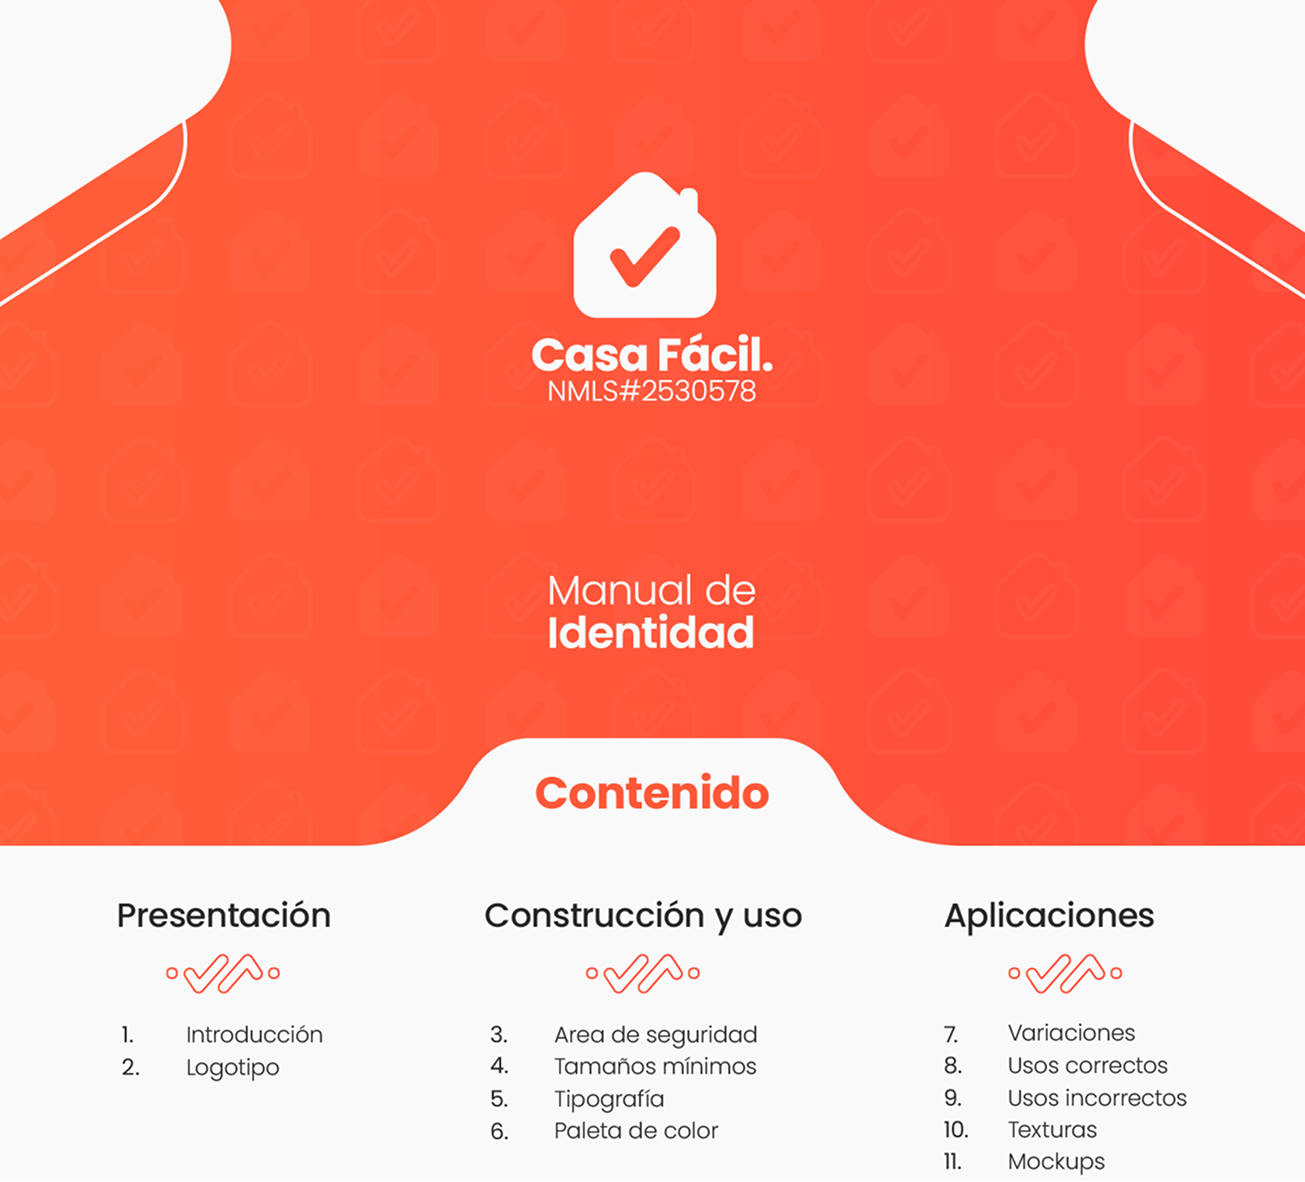 Casa Fácil.
NMLS#2530578
Manual de
Identidad
Contenido
Presentación
1. Introducción
2. Logotipo
Construcción y uso
3. Area de seguridad
4. Tamaños mínimos
5. Tipografía
6. Paleta de color
Aplicaciones
7. Variaciones
8. Usos correctos
9. Usos incorrectos
10. Texturas
11. Mockups